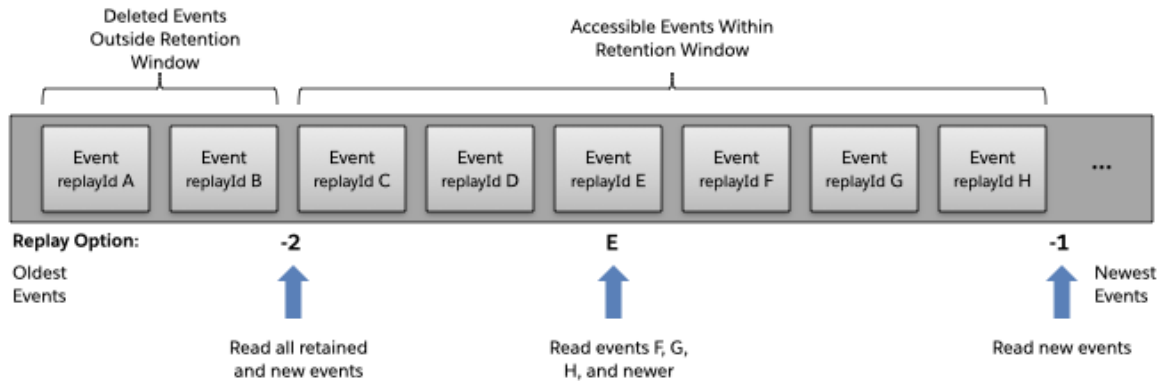 Deleted Events
Outside Retention
Window
Accessible Events Within
Retention Window
Event
replayId A
Event
replayId B
Event
replayId C
Event
replayId D
Event
replayId E
Event
replayId F
Event
replayId G
Event
replayId H
...
Replay Option:
-2
E
-1
Oldest
Events
Newest
Events
Read all retained
and new events
Read events F, G,
H, and newer
Read new events